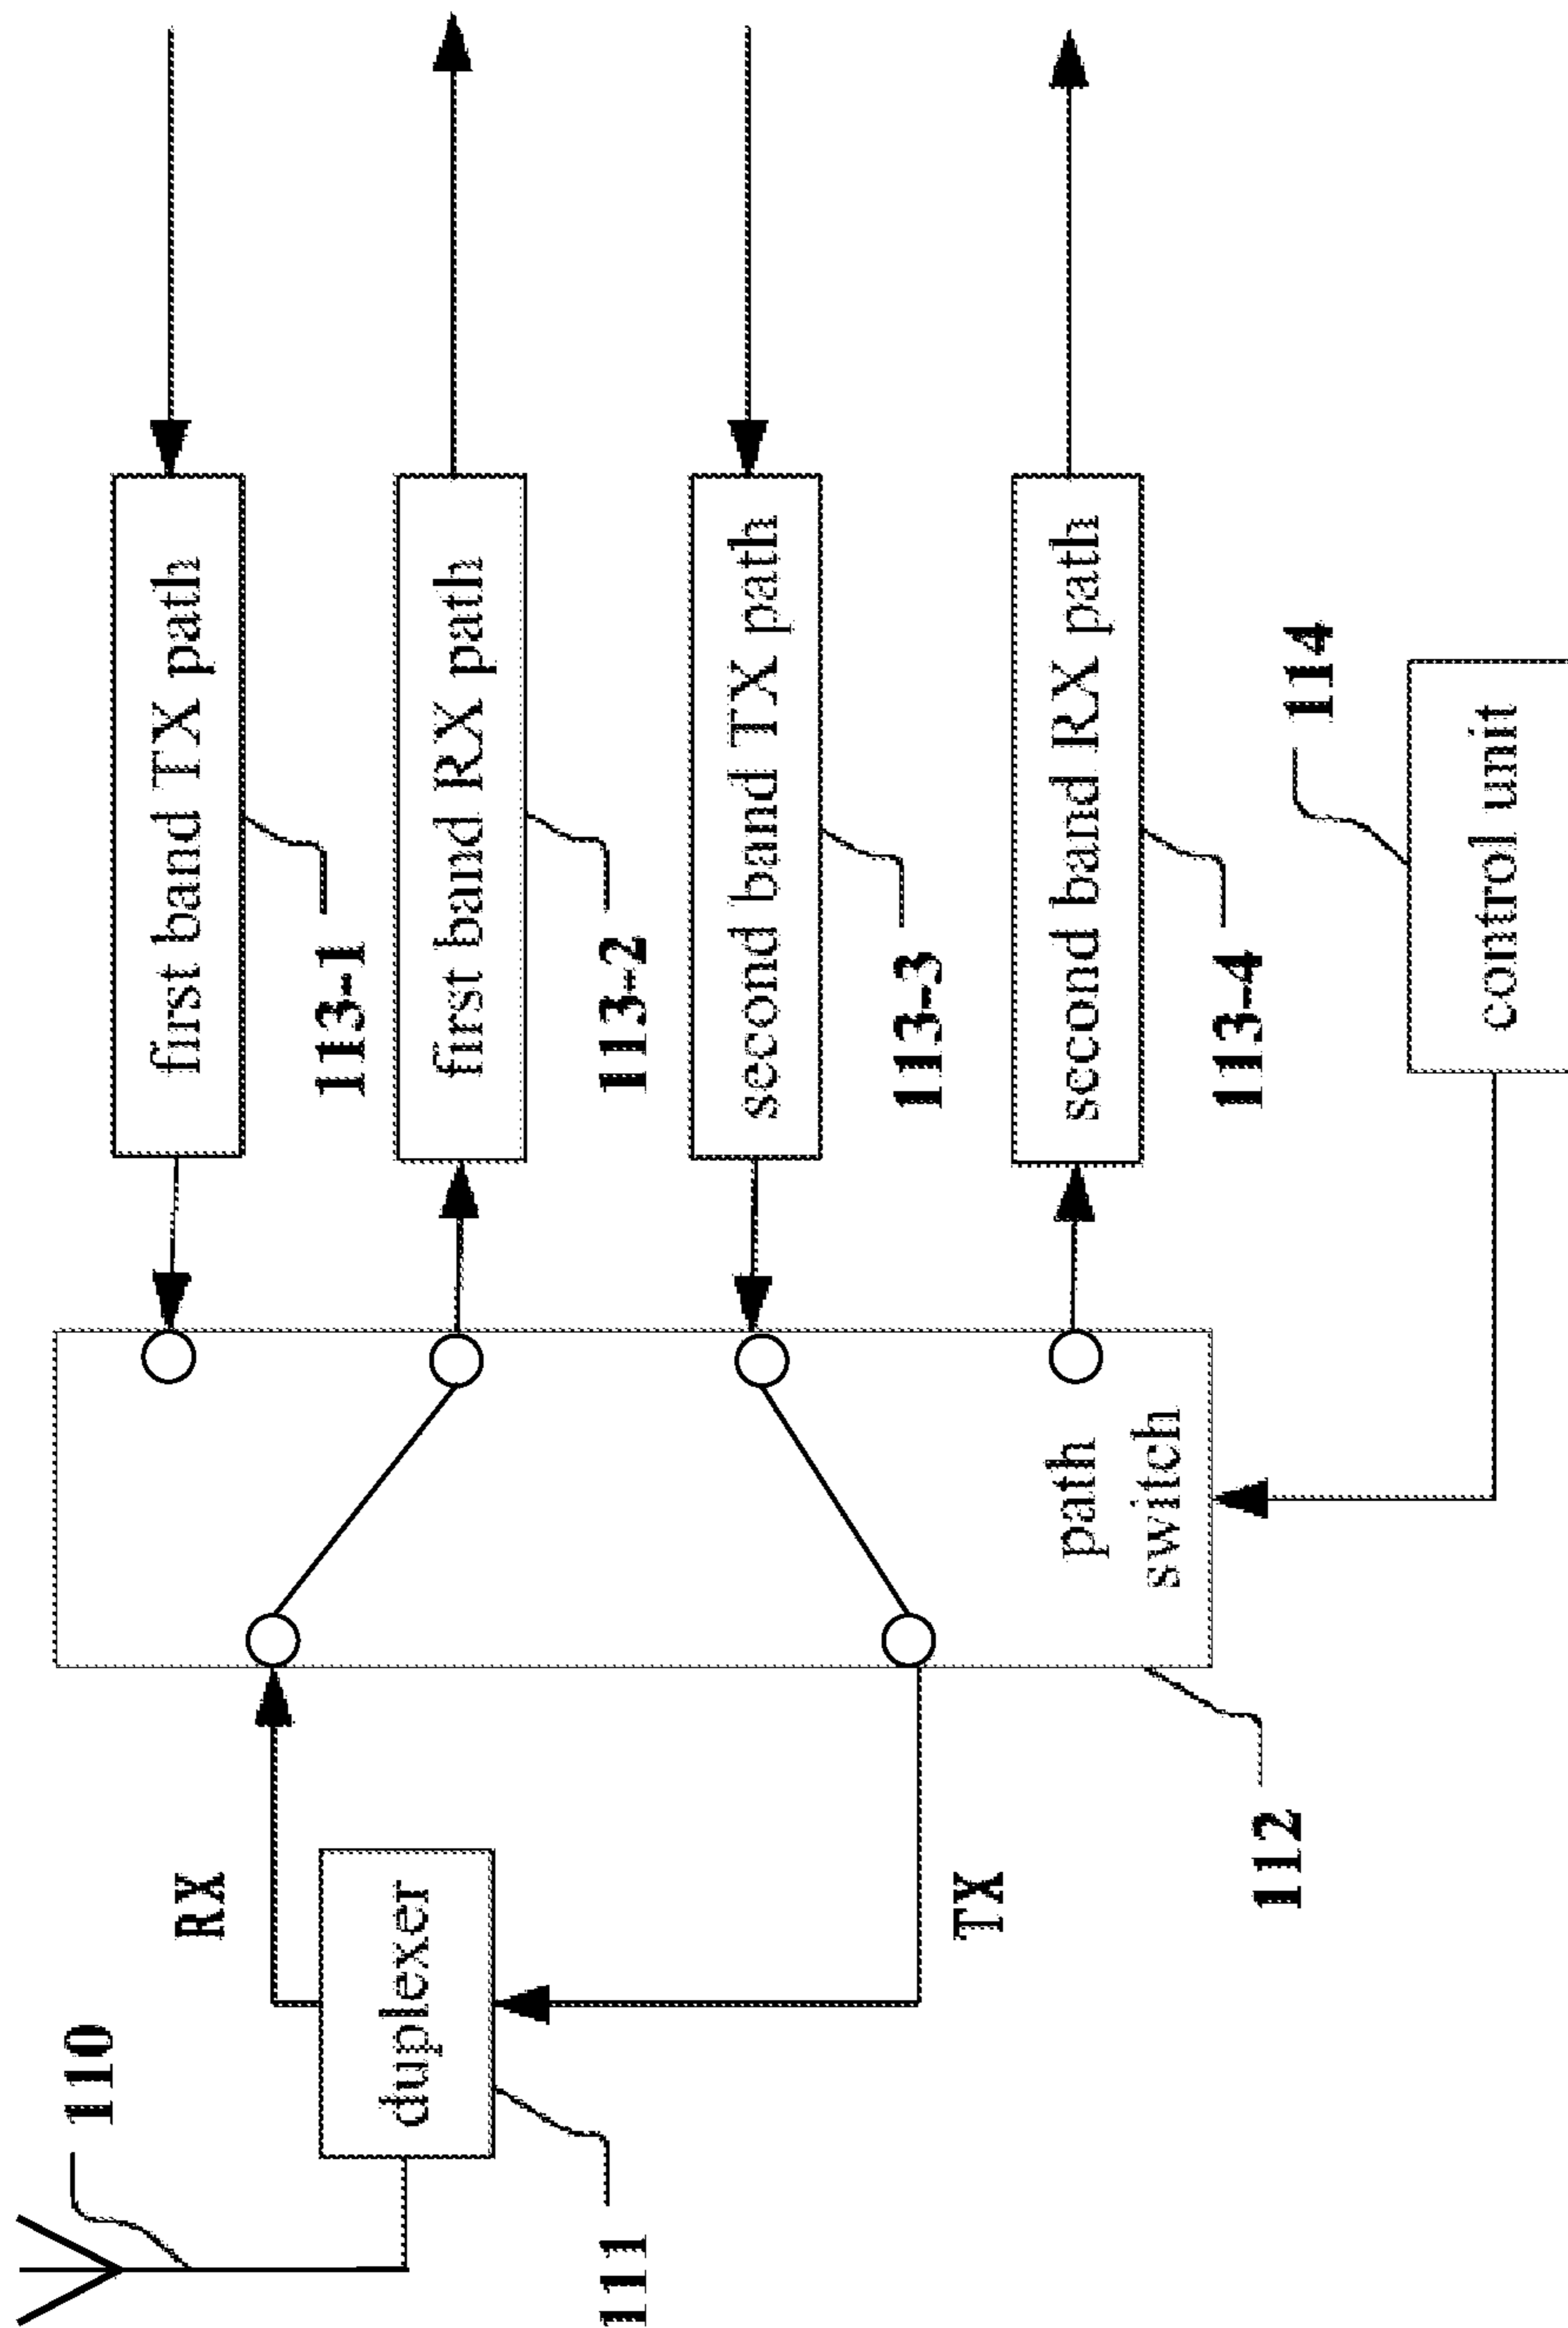 110
duplexer
111
RX
TX
path
switch
112
first band TX path
113-1
first band RX path
113-2
second band TX path
113-3
second band RX path
113-4
control unit
114